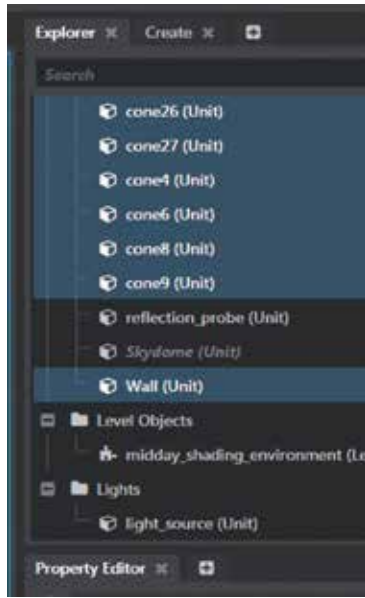 Explorer Create
Search
cone26 (Unit)
cone27 (Unit)
cone4 (Unit)
cone6 (Unit)
cone8 (Unit)
cone9 (Unit)
reflection_probe (Unit)
Skydome (Unit)
Wall (Unit)
Level Objects
midday_shading_environment (Le
Lights
light_source (Unit)
Property Editor